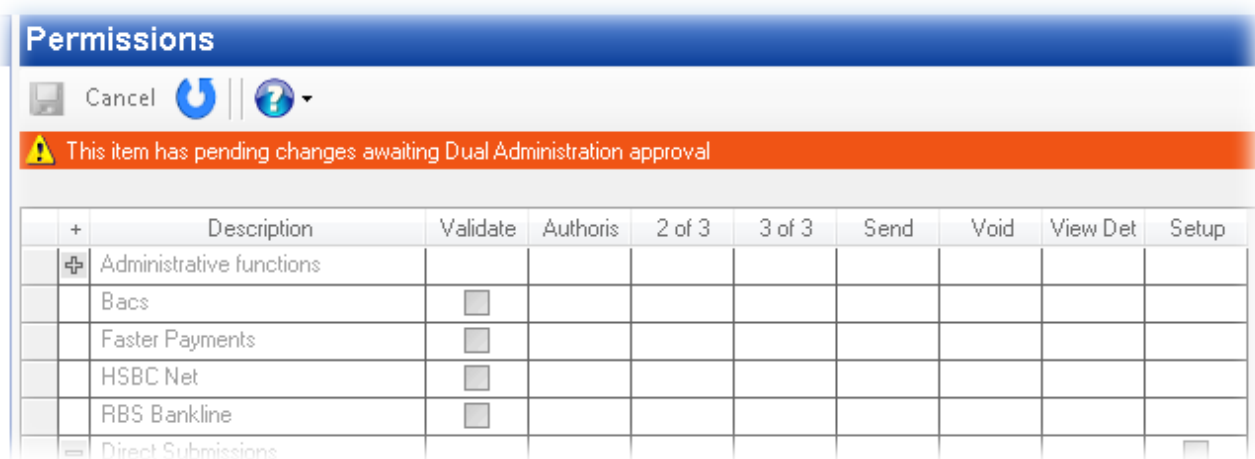 Permissions
Cancel
This item has pending changes awaiting Dual Administration approval
+ Description Validate Authoris 2 of 3 3 of 3 Send Void View Det Setup
Administrative functions
Bacs
Faster Payments
HSBC Net
RBS Bankline
Direct Submissions